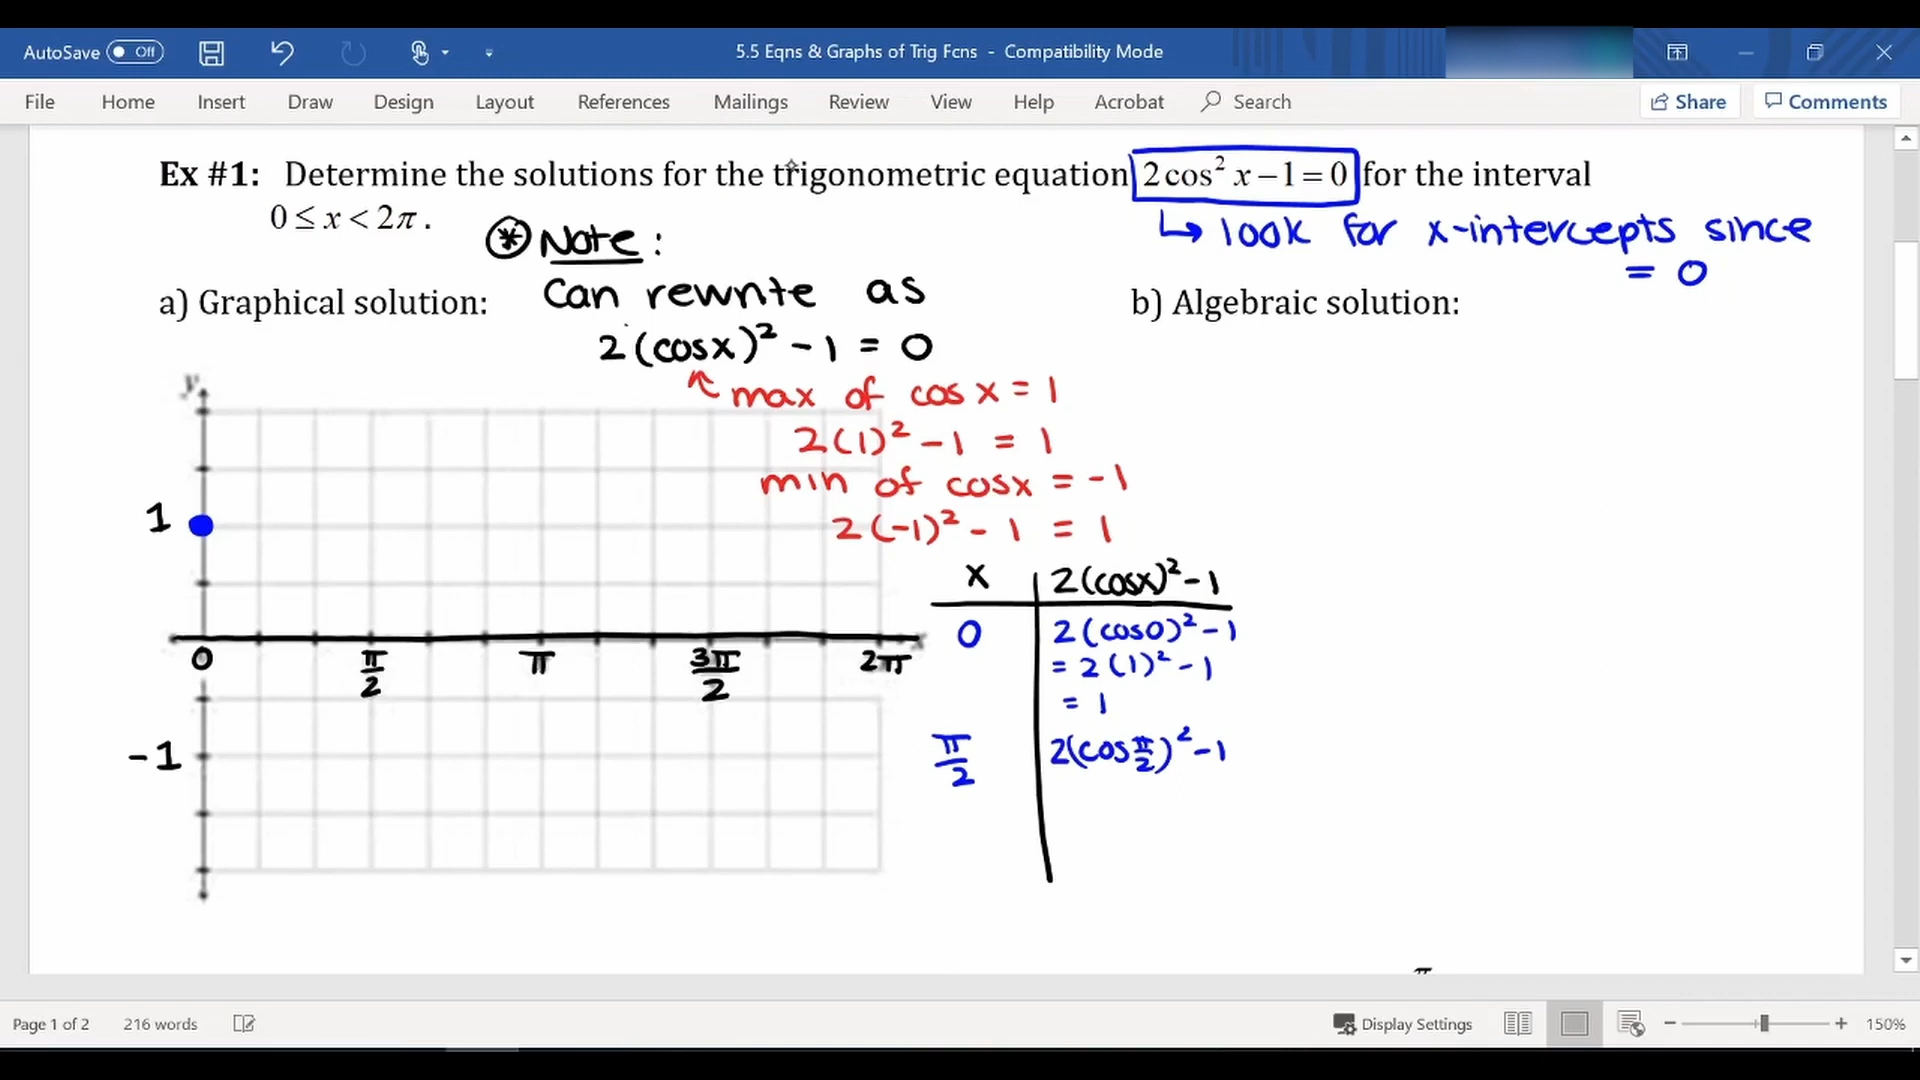 AutoSave Off
5.5 Eqns & Graphs of Trig Fcns - Compatibility Mode
File Home Insert Draw Design Layout References Mailings Review View Help Acrobat Search Share Comments
Ex #1: Determine the solutions for the trigonometric equation 2cos² x − 1 = 0 for the interval
0 ≤ x < 2π .
↳ look for x-intercepts since
= 0
* Note:
Can rewrite as
2(cosx)² - 1 = 0
a) Graphical solution:
b) Algebraic solution:
max of cos x = 1
2(1)² - 1 = 1
min of cosx = -1
2(-1)² - 1 = 1
y
1
-1
0 π/2 π 3π/2 2π x
x 2(cosx)² - 1
0 2(cos0)² - 1
= 2(1)² - 1
= 1
π/2 2(cos π/2)² - 1
π
Page 1 of 2 216 words Display Settings 150%